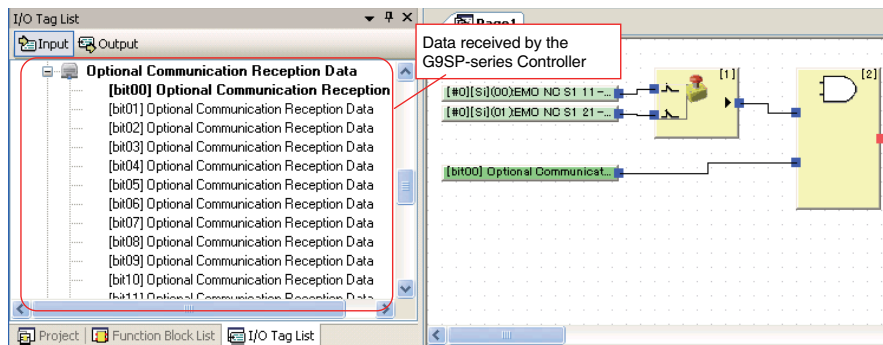 I/O Tag List
Input Output
Optional Communication Reception Data
[bit00] Optional Communication Reception
[bit01] Optional Communication Reception Data
[bit02] Optional Communication Reception Data
[bit03] Optional Communication Reception Data
[bit04] Optional Communication Reception Data
[bit05] Optional Communication Reception Data
[bit06] Optional Communication Reception Data
[bit07] Optional Communication Reception Data
[bit08] Optional Communication Reception Data
[bit09] Optional Communication Reception Data
[bit10] Optional Communication Reception Data
[bit11] Optional Communication Reception Data
Project Function Block List I/O Tag List
Data received by the
G9SP-series Controller
Page1
[#0][Si](00):EMO NC S1 11-...
[#0][Si](01):EMO NC S1 21-...
[bit00] Optional Communicat...
[1]
[2]